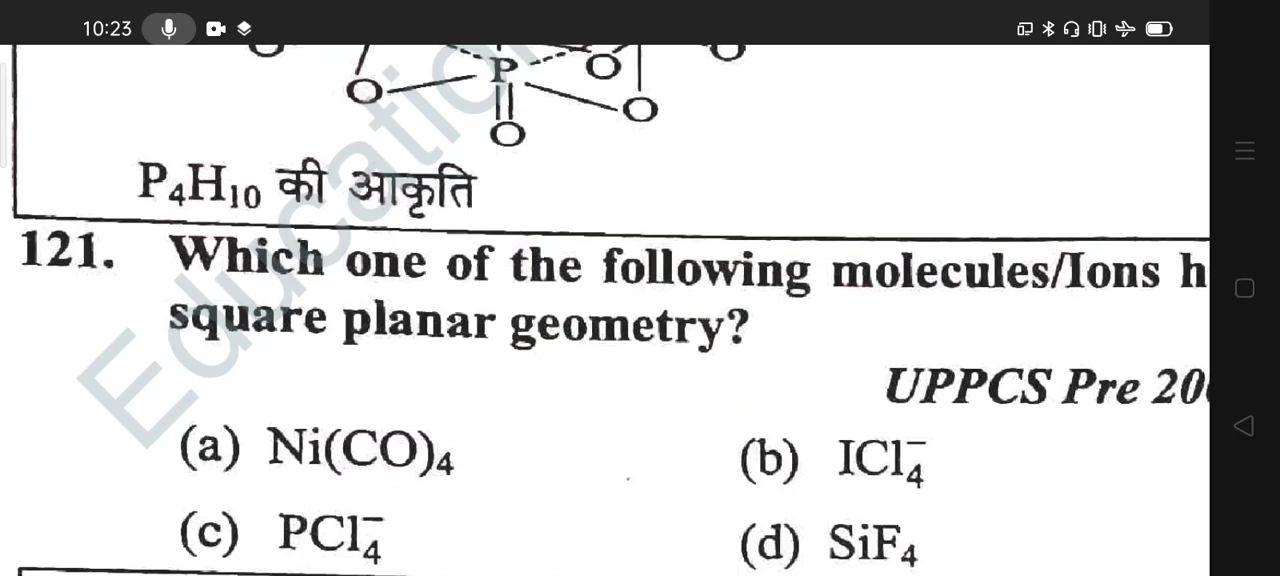 10:23
O O
P O
O O
O
P₄H₁₀ की आकृति
121. Which one of the following molecules/Ions h
square planar geometry?
UPPCS Pre 20
(a) Ni(CO)₄ (b) ICl₄⁻
(c) PCl₄⁻ (d) SiF₄
Education